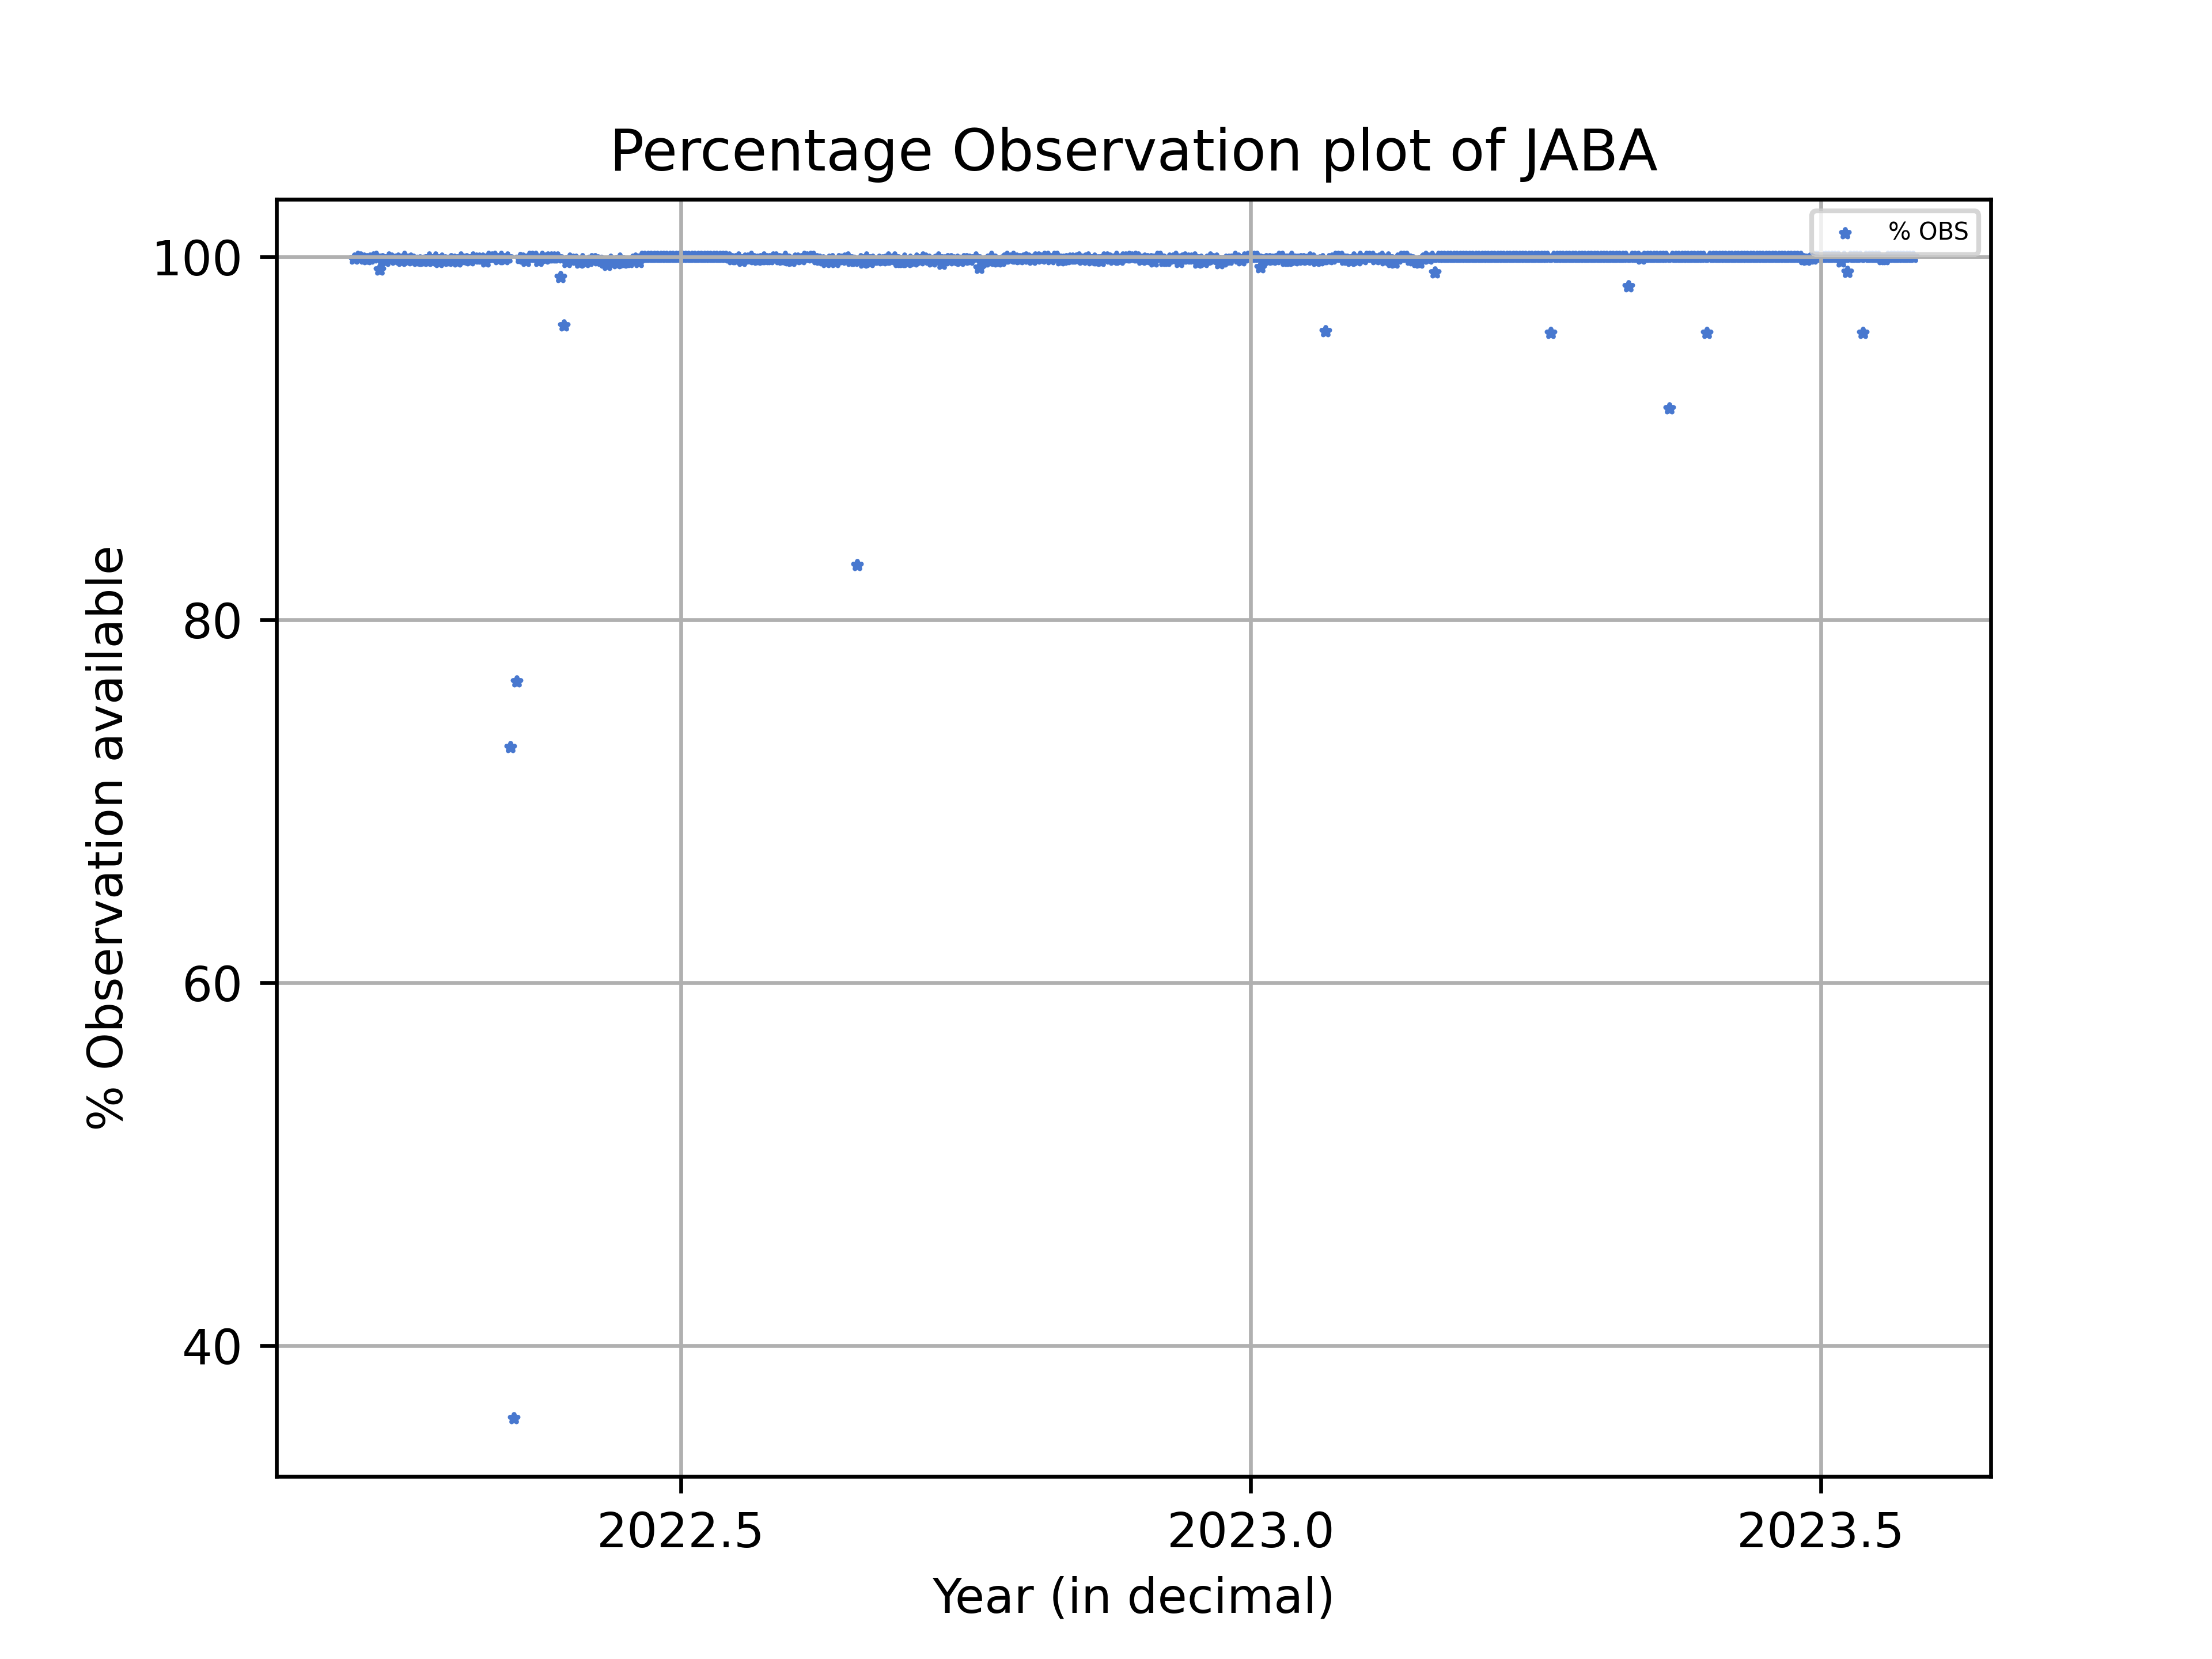 Percentage Observation plot of JABA
% OBS
100
80
60
40
% Observation available
2022.5
2023.0
2023.5
Year (in decimal)